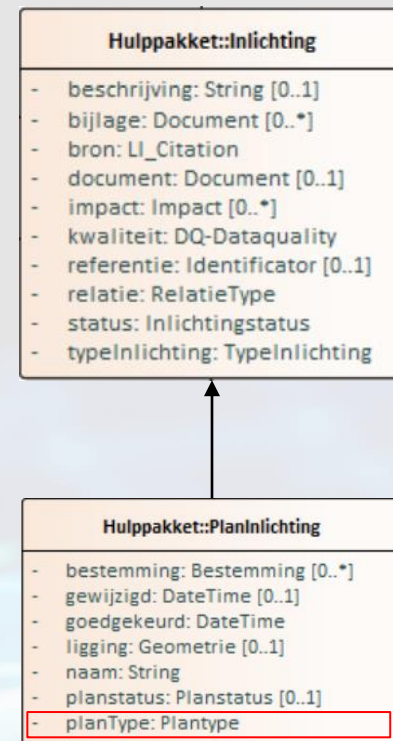 Hulppakket::Inlichting
- beschrijving: String [0..1]
- bijlage: Document [0..*]
- bron: LI_Citation
- document: Document [0..1]
- impact: Impact [0..*]
- kwaliteit: DQ-Dataquality
- referentie: Identificator [0..1]
- relatie: RelatieType
- status: Inlichtingstatus
- typeInlichting: TypeInlichting
Hulppakket::PlanInlichting
- bestemming: Bestemming [0..*]
- gewijzigd: DateTime [0..1]
- goedgekeurd: DateTime
- ligging: Geometrie [0..1]
- naam: String
- planstatus: Planstatus [0..1]
- planType: Plantype